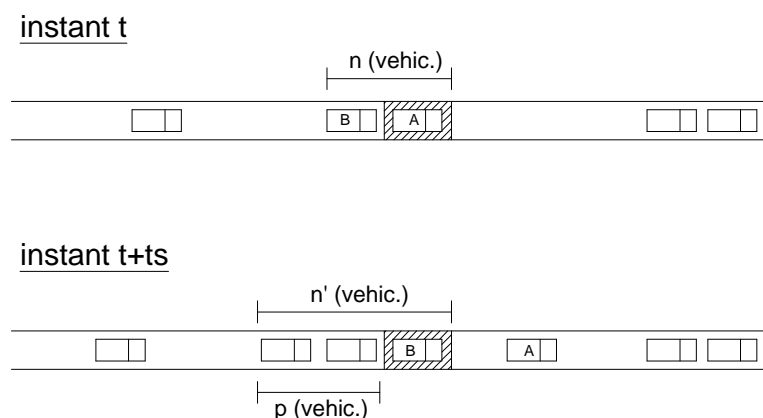 instant t
n (vehic.)
B A
instant t+ts
n' (vehic.)
B A
p (vehic.)